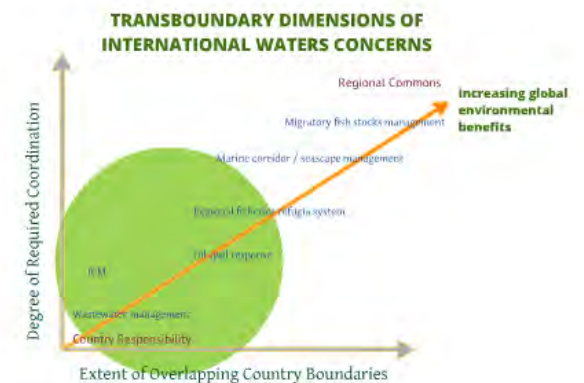 TRANSBOUNDARY DIMENSIONS OF
INTERNATIONAL WATERS CONCERNS
Regional Commons
increasing global
environmental
benefits
Migratory fish stocks management
Marine corridor / seascape management
Regional fisheries refugia system
Oil spill response
Wastewater management
Country Responsibility
Degree of Required Coordination
Extent of Overlapping Country Boundaries